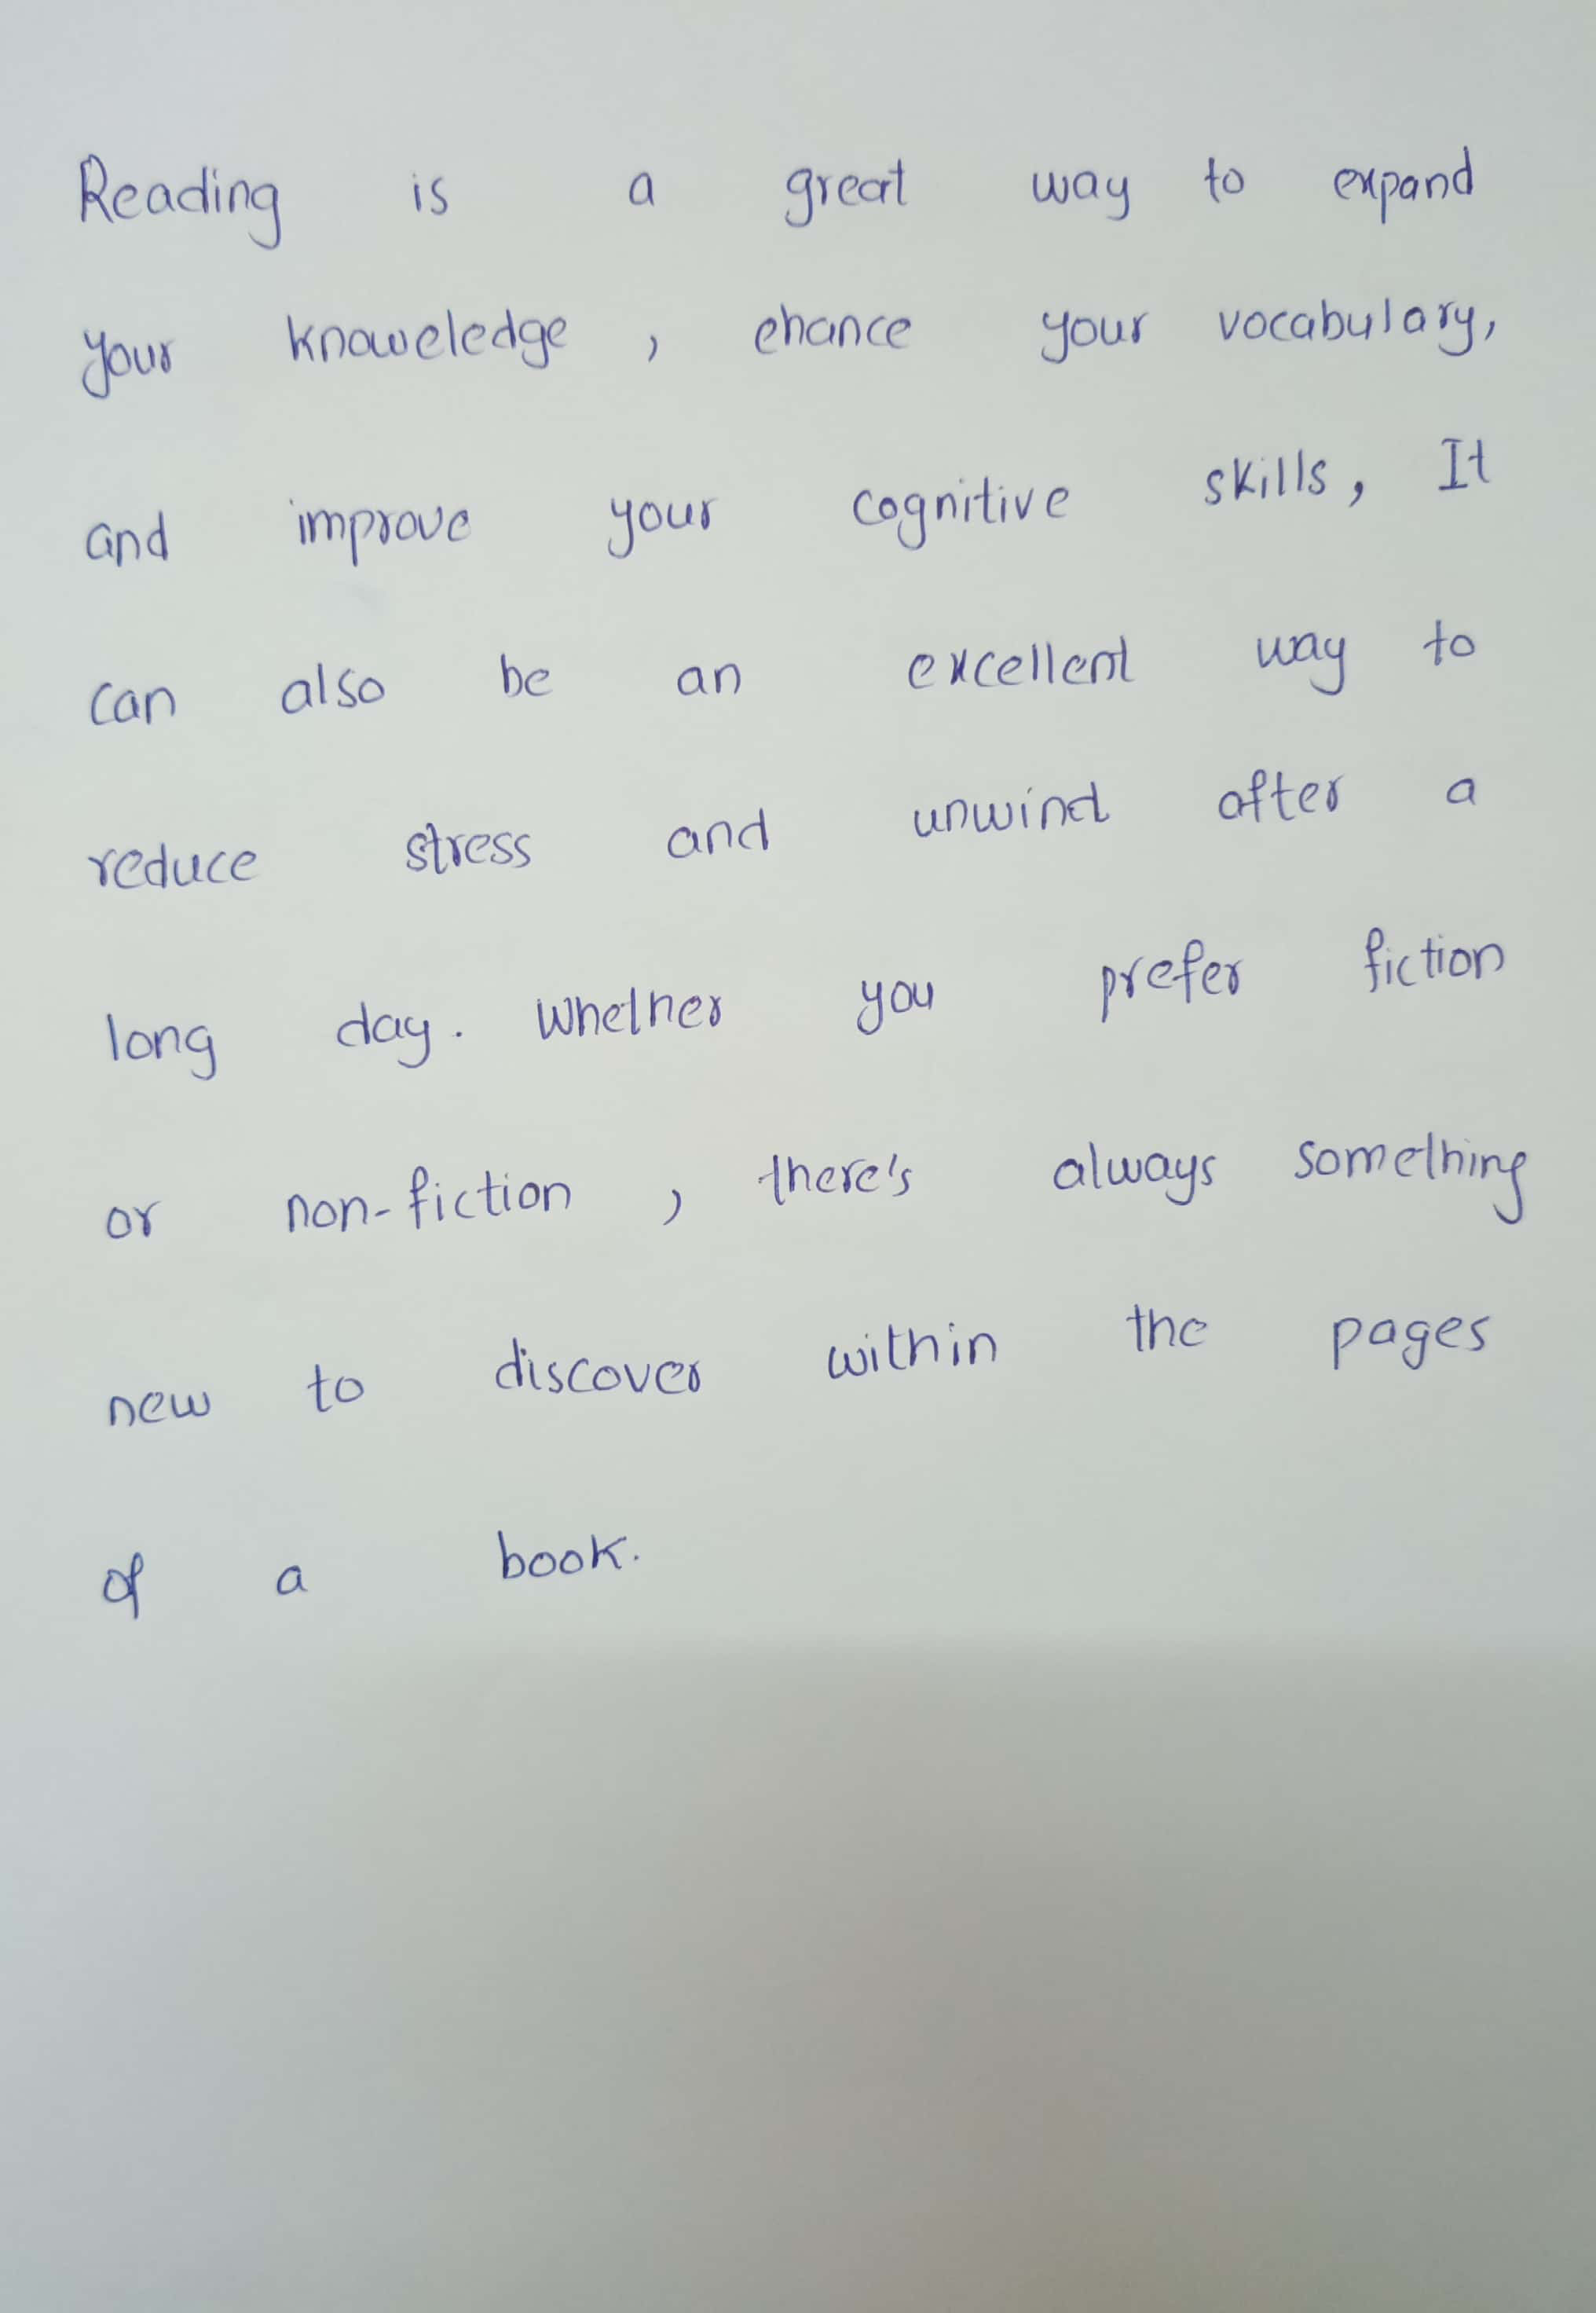 Reading is a great way to expand
your knoweledge , ehance your vocabulary,
and improve your cognitive skills, It
can also be an excellent way to
reduce stress and unwind after a
long day. Whether you prefer fiction
or non-fiction , there's always something
new to discover within the pages
of a book.